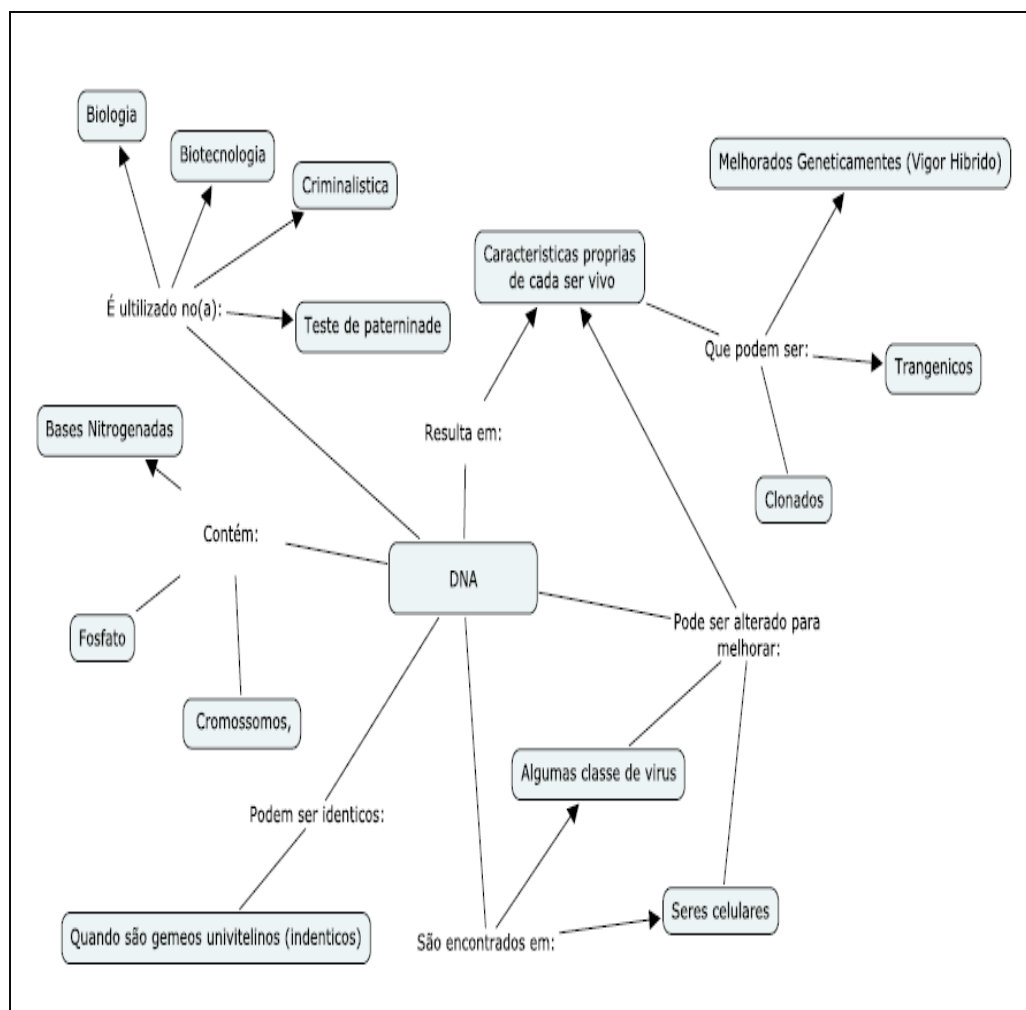 Biologia
Biotecnologia
Criminalistica
Melhorados Geneticamentes (Vigor Hibrido)
Caracteristicas proprias
de cada ser vivo
É ultilizado no(a):
Teste de paterninade
Que podem ser:
Trangenicos
Bases Nitrogenadas
Resulta em:
Clonados
Contém:
DNA
Fosfato
Pode ser alterado para
melhorar:
Cromossomos,
Algumas classe de virus
Podem ser identicos:
Seres celulares
Quando são gemeos univitelinos (indenticos)
São encontrados em: